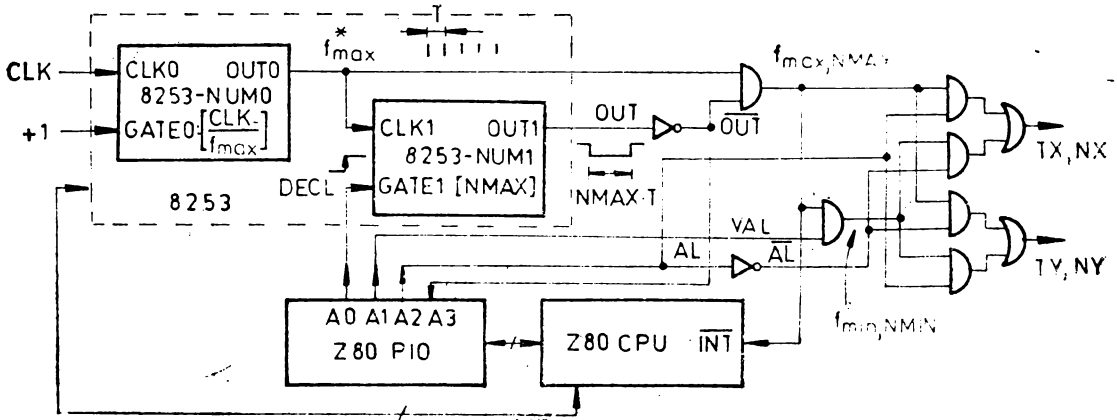 T
CLK
CLK0 OUT0
8253-NUM0
+1
GATE0 [CLK/fmax]
f*max
CLK1 OUT1
8253-NUM1
GATE1 [NMAX]
DECL
8253
OUT
OUT̅
NMAX·T
fmax,NMAX
TX,NX
VAL
AL
A̅L̅
TY,NY
fmin,NMIN
A0 A1 A2 A3
Z80 PIO
Z80 CPU I̅N̅T̅